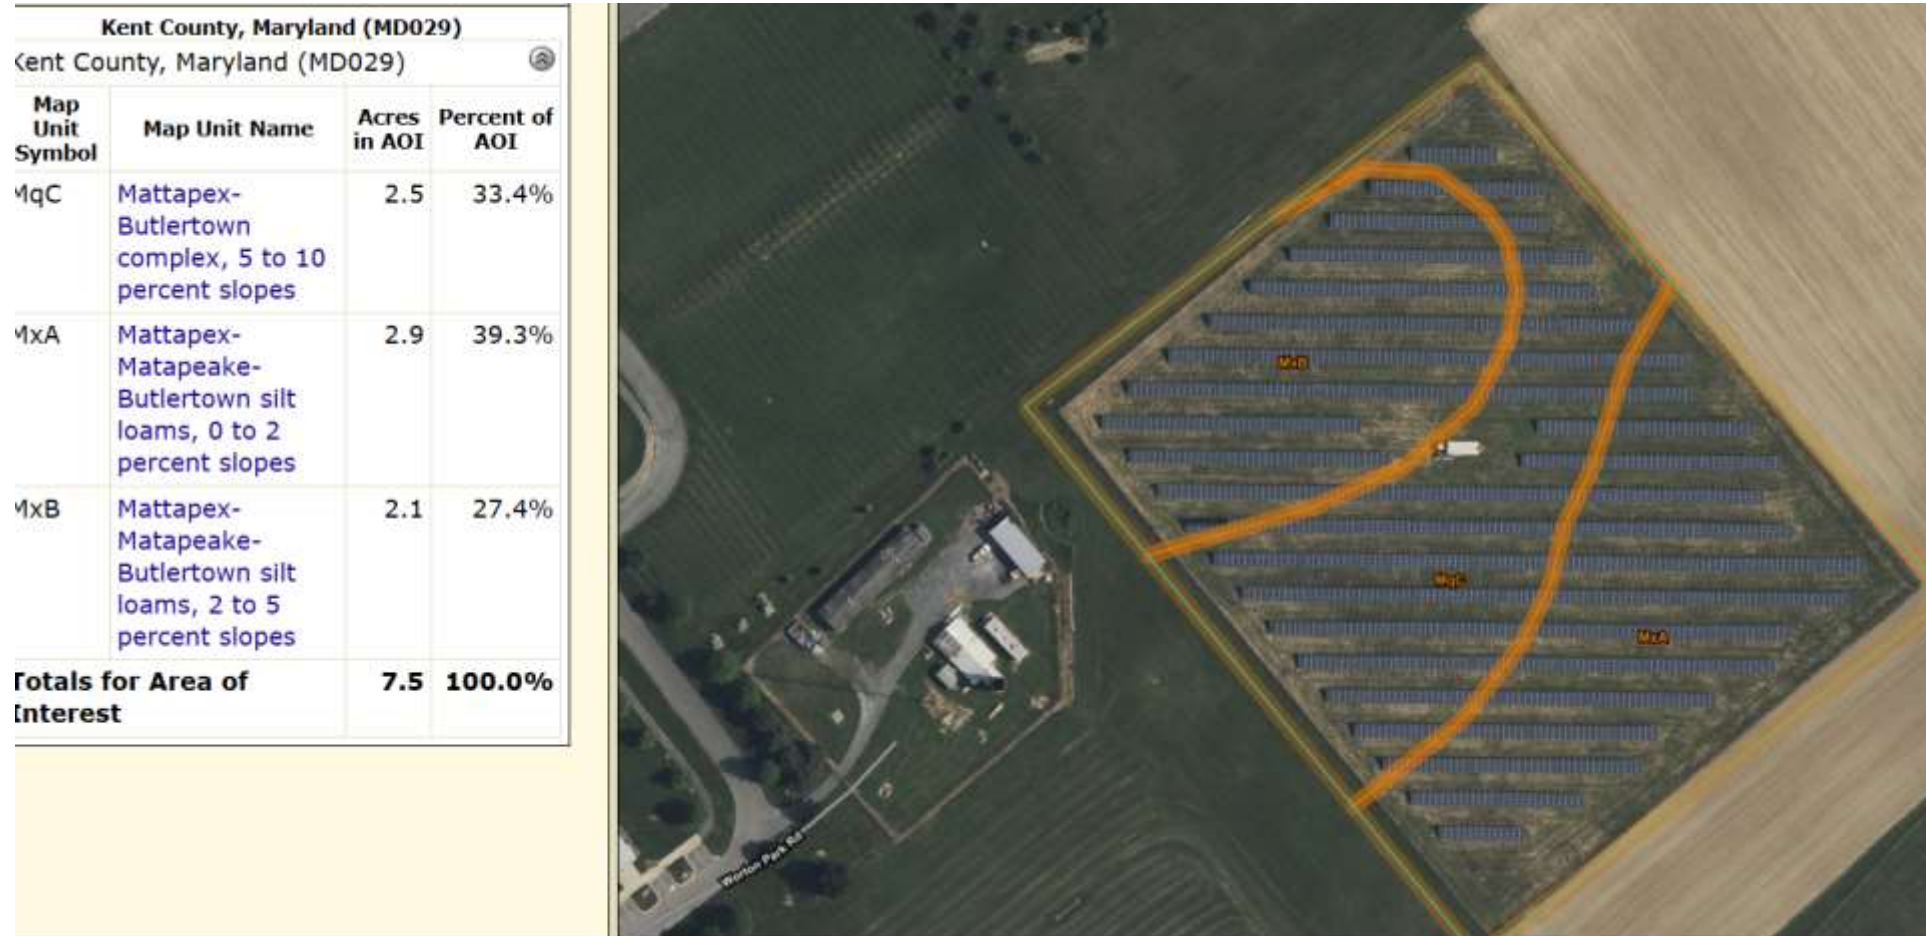 Kent County, Maryland (MD029)
Kent County, Maryland (MD029)
Map Unit Symbol
Map Unit Name
Acres in AOI
Percent of AOI
MqC
Mattapex-
Butlertown
complex, 5 to 10
percent slopes
2.5
33.4%
MxA
Mattapex-
Matapeake-
Butlertown silt
loams, 0 to 2
percent slopes
2.9
39.3%
MxB
Mattapex-
Matapeake-
Butlertown silt
loams, 2 to 5
percent slopes
2.1
27.4%
Totals for Area of
Interest
7.5
100.0%
MxB
MqC
MxA
Worton Park Rd